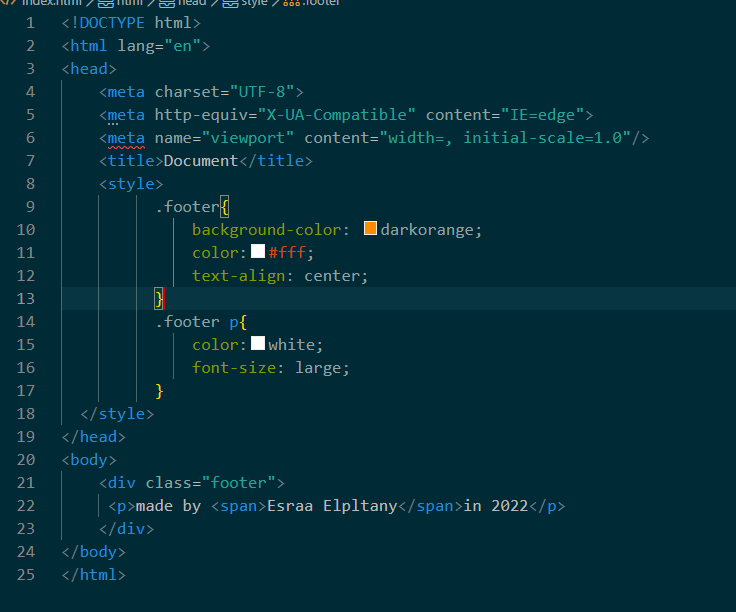 index.html / html / head / style / .footer
1 <!DOCTYPE html>
2 <html lang="en">
3 <head>
4 <meta charset="UTF-8">
5 <meta http-equiv="X-UA-Compatible" content="IE=edge">
6 <meta name="viewport" content="width=, initial-scale=1.0"/>
7 <title>Document</title>
8 <style>
9 .footer{
10 background-color: darkorange;
11 color: #fff;
12 text-align: center;
13 }
14 .footer p{
15 color: white;
16 font-size: large;
17 }
18 </style>
19 </head>
20 <body>
21 <div class="footer">
22 <p>made by <span>Esraa Elpltany</span>in 2022</p>
23 </div>
24 </body>
25 </html>